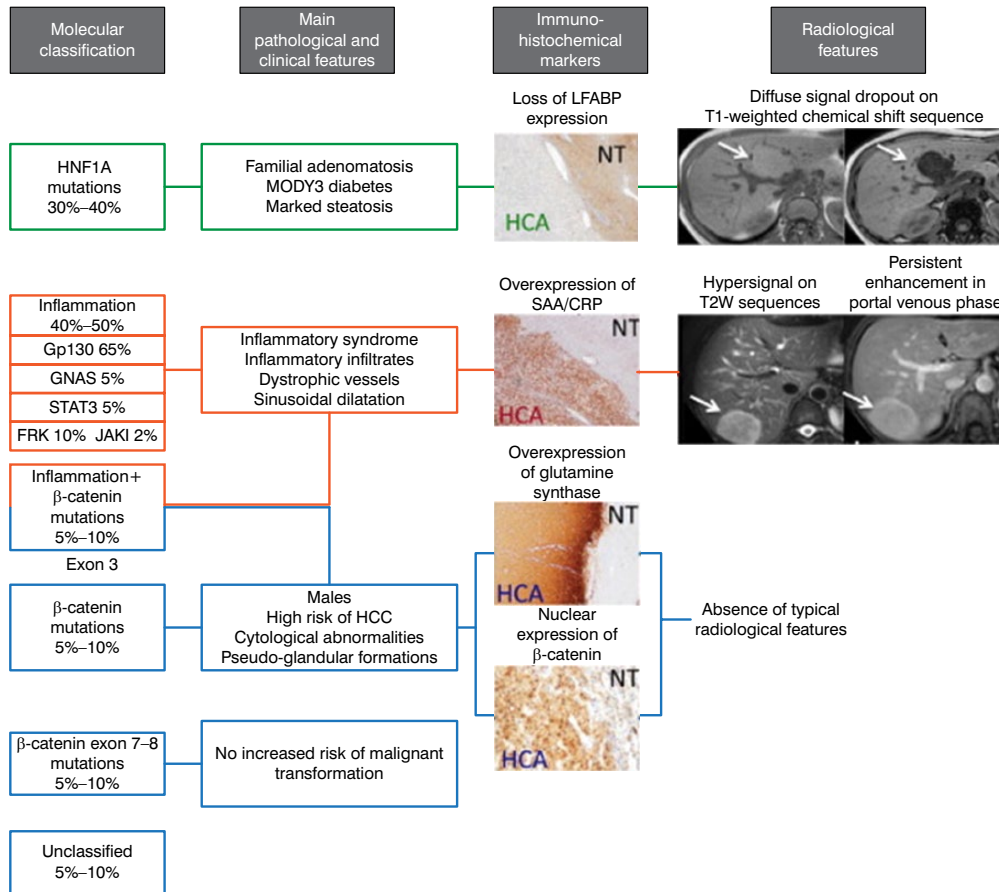 Molecular
classification
Main
pathological and
clinical features
Immuno-
histochemical
markers
Radiological
features
HNF1A
mutations
30%–40%
Familial adenomatosis
MODY3 diabetes
Marked steatosis
Loss of LFABP
expression
NT
HCA
Diffuse signal dropout on
T1-weighted chemical shift sequence
Inflammation
40%–50%
Gp130 65%
GNAS 5%
STAT3 5%
FRK 10% JAKI 2%
Inflammatory syndrome
Inflammatory infiltrates
Dystrophic vessels
Sinusoidal dilatation
Overexpression of
SAA/CRP
NT
HCA
Hypersignal on
T2W sequences
Persistent
enhancement in
portal venous phase
Inflammation+
β-catenin
mutations
5%–10%
Exon 3
β-catenin
mutations
5%–10%
Males
High risk of HCC
Cytological abnormalities
Pseudo-glandular formations
Overexpression
of glutamine
synthase
NT
HCA
Nuclear
expression of
β-catenin
NT
HCA
Absence of typical
radiological features
β-catenin exon 7–8
mutations
5%–10%
No increased risk of malignant
transformation
Unclassified
5%–10%